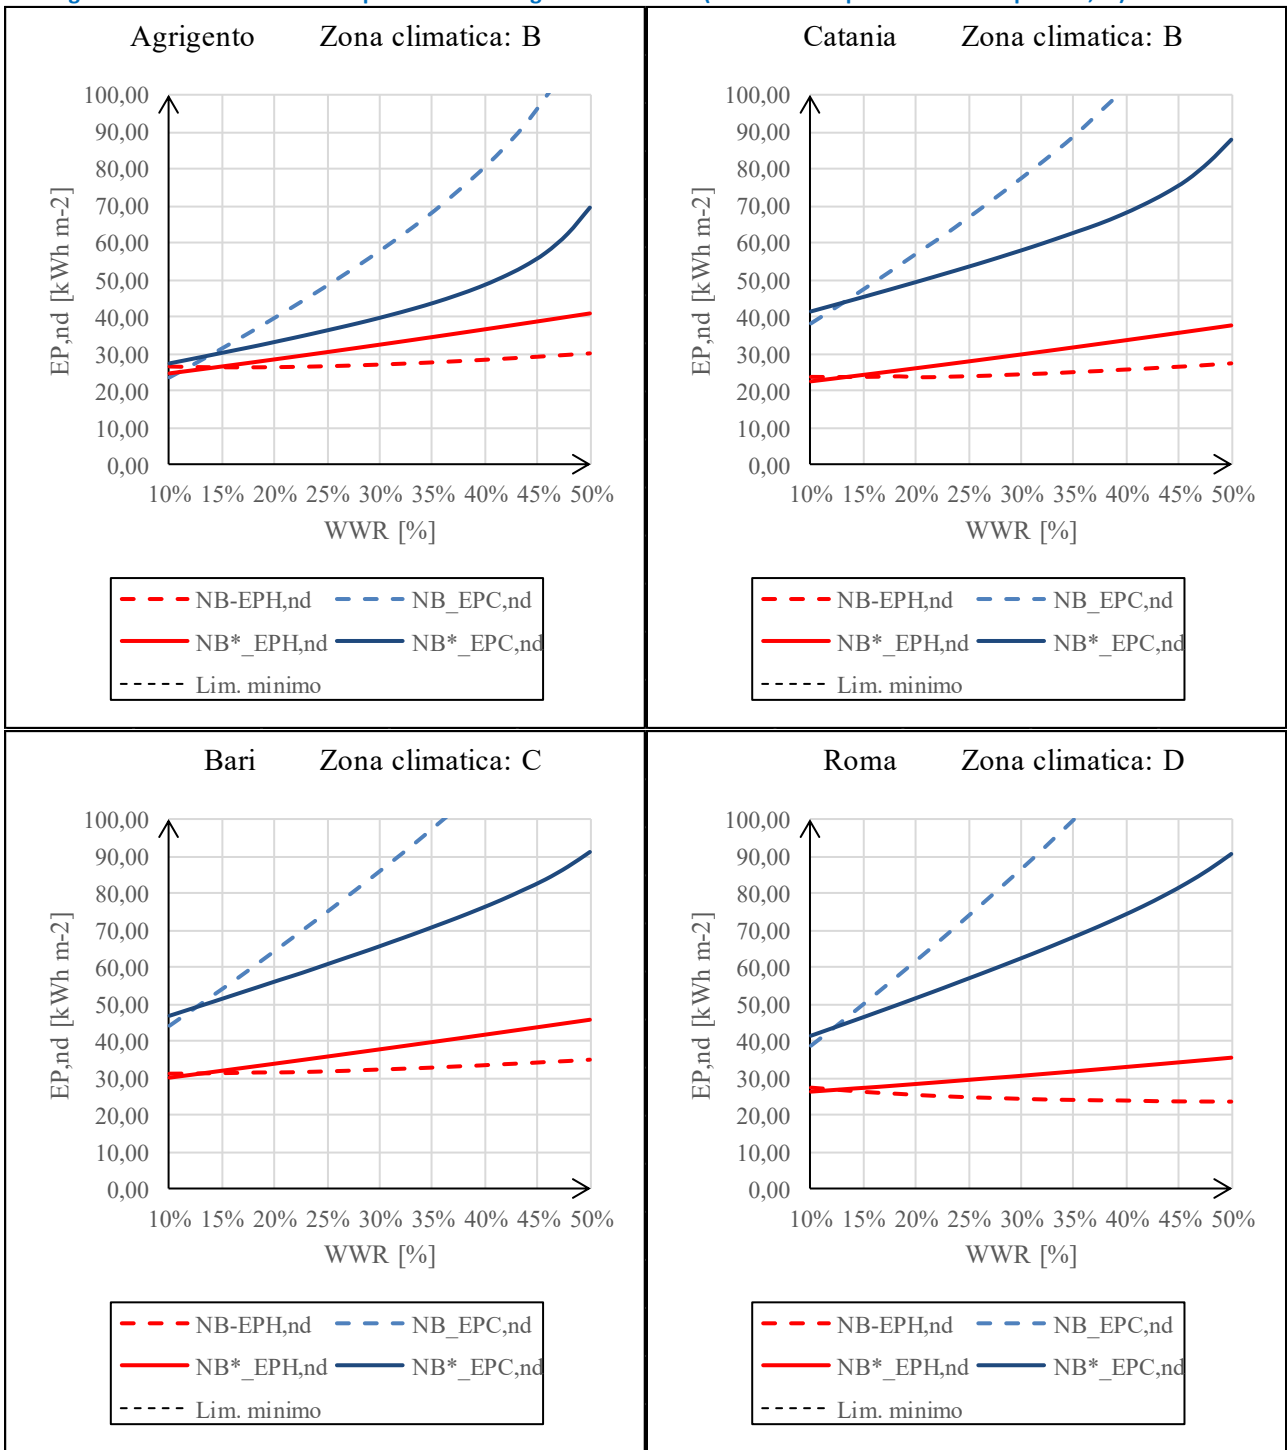 Agrigento Zona climatica: B
100,00
90,00
80,00
70,00
60,00
50,00
40,00
30,00
20,00
10,00
0,00
EP,nd [kWh m-2]
10% 15% 20% 25% 30% 35% 40% 45% 50%
WWR [%]
NB-EPH,nd NB_EPC,nd
NB*_EPH,nd NB*_EPC,nd
Lim. minimo
Catania Zona climatica: B
100,00
90,00
80,00
70,00
60,00
50,00
40,00
30,00
20,00
10,00
0,00
EP,nd [kWh m-2]
10% 15% 20% 25% 30% 35% 40% 45% 50%
WWR [%]
NB-EPH,nd NB_EPC,nd
NB*_EPH,nd NB*_EPC,nd
Lim. minimo
Bari Zona climatica: C
100,00
90,00
80,00
70,00
60,00
50,00
40,00
30,00
20,00
10,00
0,00
EP,nd [kWh m-2]
10% 15% 20% 25% 30% 35% 40% 45% 50%
WWR [%]
NB-EPH,nd NB_EPC,nd
NB*_EPH,nd NB*_EPC,nd
Lim. minimo
Roma Zona climatica: D
100,00
90,00
80,00
70,00
60,00
50,00
40,00
30,00
20,00
10,00
0,00
EP,nd [kWh m-2]
10% 15% 20% 25% 30% 35% 40% 45% 50%
WWR [%]
NB-EPH,nd NB_EPC,nd
NB*_EPH,nd NB*_EPC,nd
Lim. minimo